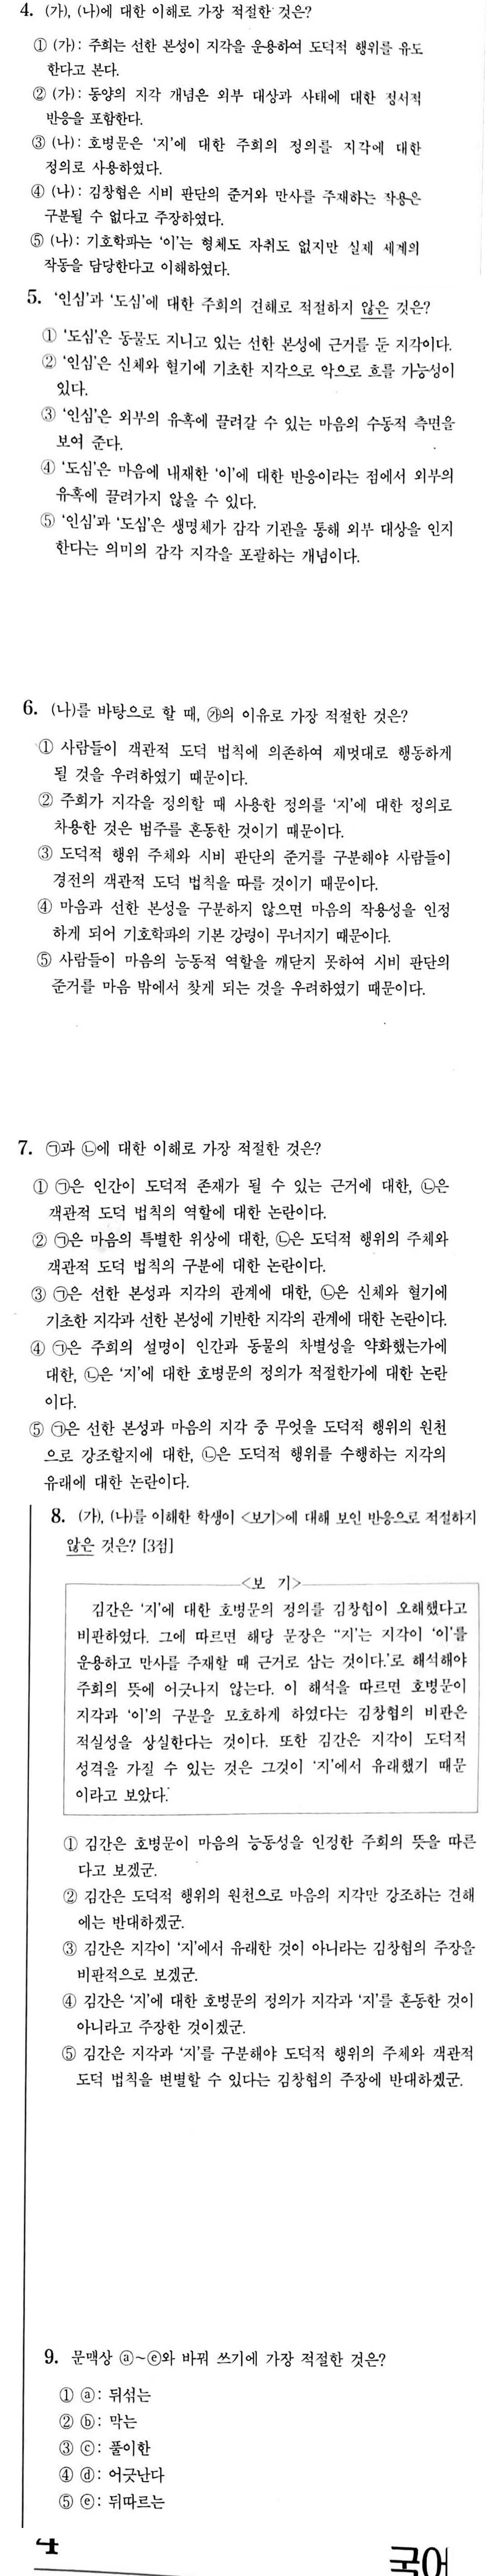 4. (가), (나)에 대한 이해로 가장 적절한 것은?
① (가): 주희는 선한 본성이 지각을 운용하여 도덕적 행위를 유도
한다고 본다.
② (가): 동양의 지각 개념은 외부 대상과 사태에 대한 정서적
반응을 포함한다.
③ (나): 호병문은 '지'에 대한 주희의 정의를 지각에 대한
정의로 사용하였다.
④ (나): 김창협은 시비 판단의 준거와 만사를 주재하는 작용은
구분될 수 없다고 주장하였다.
⑤ (나): 기호학파는 '이'는 형체도 자취도 없지만 실제 세계의
작동을 담당한다고 이해하였다.
5. '인심'과 '도심'에 대한 주희의 견해로 적절하지 않은 것은?
① '도심'은 동물도 지니고 있는 선한 본성에 근거를 둔 지각이다.
② '인심'은 신체와 혈기에 기초한 지각으로 악으로 흐를 가능성이
있다.
③ '인심'은 외부의 유혹에 끌려갈 수 있는 마음의 수동적 측면을
보여 준다.
④ '도심'은 마음에 내재한 '이'에 대한 반응이라는 점에서 외부의
유혹에 끌려가지 않을 수 있다.
⑤ '인심'과 '도심'은 생명체가 감각 기관을 통해 외부 대상을 인지
한다는 의미의 감각 지각을 포괄하는 개념이다.
6. (나)를 바탕으로 할 때, ㉮의 이유로 가장 적절한 것은?
① 사람들이 객관적 도덕 법칙에 의존하여 제멋대로 행동하게
될 것을 우려하였기 때문이다.
② 주희가 지각을 정의할 때 사용한 정의를 '지'에 대한 정의로
차용한 것은 범주를 혼동한 것이기 때문이다.
③ 도덕적 행위 주체와 시비 판단의 준거를 구분해야 사람들이
경전의 객관적 도덕 법칙을 따를 것이기 때문이다.
④ 마음과 선한 본성을 구분하지 않으면 마음의 작용성을 인정
하게 되어 기호학파의 기본 강령이 무너지기 때문이다.
⑤ 사람들이 마음의 능동적 역할을 깨닫지 못하여 시비 판단의
준거를 마음 밖에서 찾게 되는 것을 우려하였기 때문이다.
7. ㉠과 ㉡에 대한 이해로 가장 적절한 것은?
① ㉠은 인간이 도덕적 존재가 될 수 있는 근거에 대한, ㉡은
객관적 도덕 법칙의 역할에 대한 논란이다.
② ㉠은 마음의 특별한 위상에 대한, ㉡은 도덕적 행위의 주체와
객관적 도덕 법칙의 구분에 대한 논란이다.
③ ㉠은 선한 본성과 지각의 관계에 대한, ㉡은 신체와 혈기에
기초한 지각과 선한 본성에 기반한 지각의 관계에 대한 논란이다.
④ ㉠은 주희의 설명이 인간과 동물의 차별성을 약화했는가에
대한, ㉡은 '지'에 대한 호병문의 정의가 적절한가에 대한 논란
이다.
⑤ ㉠은 선한 본성과 마음의 지각 중 무엇을 도덕적 행위의 원천
으로 강조할지에 대한, ㉡은 도덕적 행위를 수행하는 지각의
유래에 대한 논란이다.
8. (가), (나)를 이해한 학생이 <보기>에 대해 보인 반응으로 적절하지
않은 것은? [3점]
<보 기>
김간은 '지'에 대한 호병문의 정의를 김창협이 오해했다고
비판하였다. 그에 따르면 해당 문장은 "'지'는 지각이 '이'를
운용하고 만사를 주재할 때 근거로 삼는 것이다.'로 해석해야
주희의 뜻에 어긋나지 않는다. 이 해석을 따르면 호병문이
지각과 '이'의 구분을 모호하게 하였다는 김창협의 비판은
적실성을 상실한다는 것이다. 또한 김간은 지각이 도덕적
성격을 가질 수 있는 것은 그것이 '지'에서 유래했기 때문
이라고 보았다.
① 김간은 호병문이 마음의 능동성을 인정한 주희의 뜻을 따른
다고 보겠군.
② 김간은 도덕적 행위의 원천으로 마음의 지각만 강조하는 견해
에는 반대하겠군.
③ 김간은 지각이 '지'에서 유래한 것이 아니라는 김창협의 주장을
비판적으로 보겠군.
④ 김간은 '지'에 대한 호병문의 정의가 지각과 '지'를 혼동한 것이
아니라고 주장한 것이겠군.
⑤ 김간은 지각과 '지'를 구분해야 도덕적 행위의 주체와 객관적
도덕 법칙을 변별할 수 있다는 김창협의 주장에 반대하겠군.
9. 문맥상 ⓐ~ⓔ와 바꿔 쓰기에 가장 적절한 것은?
① ⓐ: 뒤섞는
② ⓑ: 막는
③ ⓒ: 풀이한
④ ⓓ: 어긋난다
⑤ ⓔ: 뒤따르는
4
국어